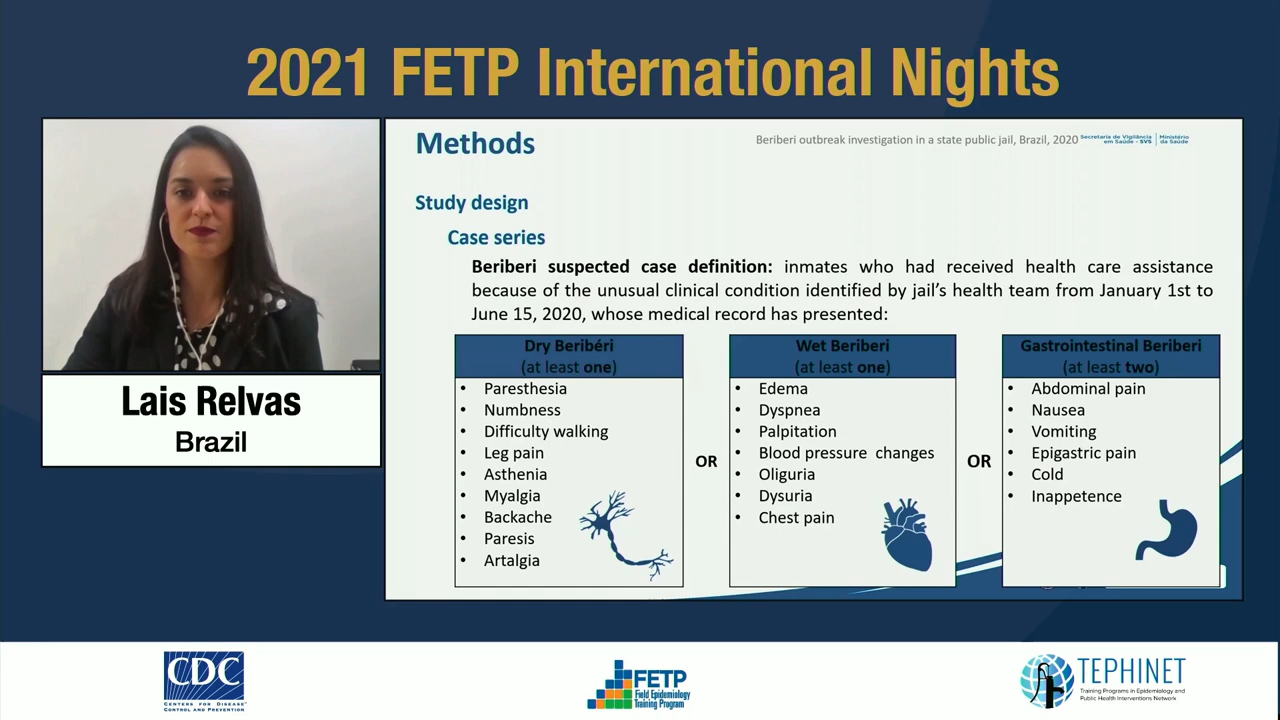 2021 FETP International Nights
Methods
Beriberi outbreak investigation in a state public jail, Brazil, 2020
Secretaria de Vigilância
em Saúde - SVS
Ministério
da Saúde
Study design
Case series
Beriberi suspected case definition: inmates who had received health care assistance
because of the unusual clinical condition identified by jail's health team from January 1st to
June 15, 2020, whose medical record has presented:
Dry Beribéri
(at least one)
• Paresthesia
• Numbness
• Difficulty walking
• Leg pain
• Asthenia
• Myalgia
• Backache
• Paresis
• Artalgia
OR
Wet Beriberi
(at least one)
• Edema
• Dyspnea
• Palpitation
• Blood pressure changes
• Oliguria
• Dysuria
• Chest pain
OR
Gastrointestinal Beriberi
(at least two)
• Abdominal pain
• Nausea
• Vomiting
• Epigastric pain
• Cold
• Inappetence
Lais Relvas
Brazil
CDC
CENTERS FOR DISEASE
CONTROL AND PREVENTION
FETP
Field Epidemiology
Training Program
TEPHINET
Training Programs in Epidemiology and
Public Health Interventions Network